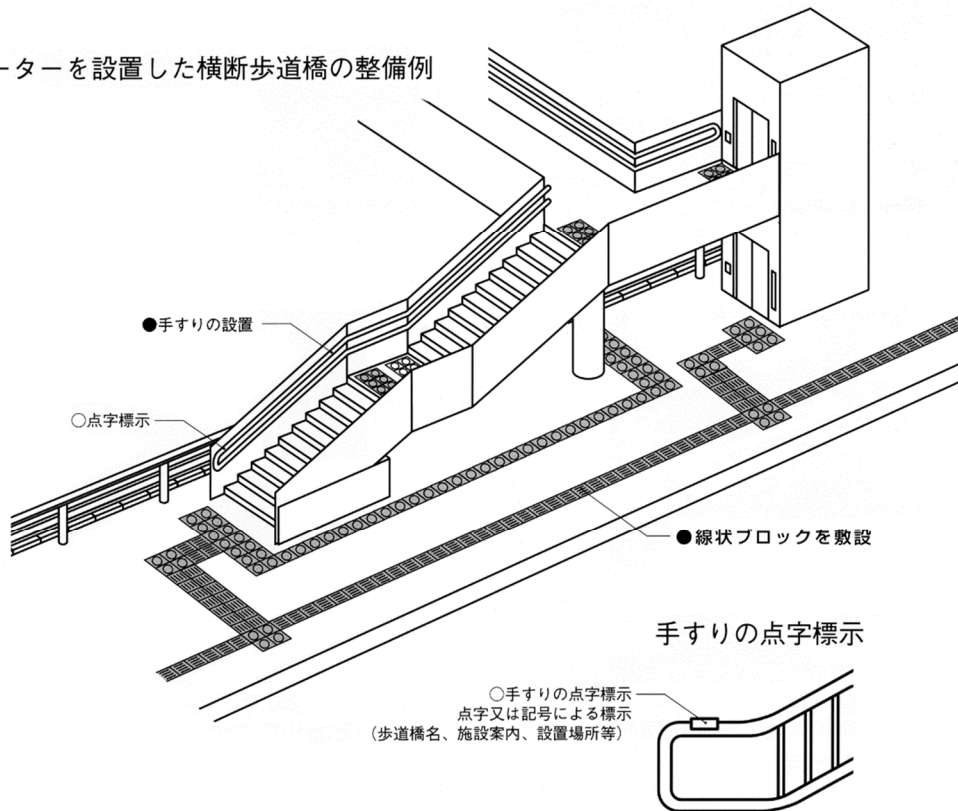 ーターを設置した横断歩道橋の整備例
●手すりの設置
○点字標示
●線状ブロックを敷設
手すりの点字標示
○手すりの点字標示
点字又は記号による標示
（歩道橋名、施設案内、設置場所等）